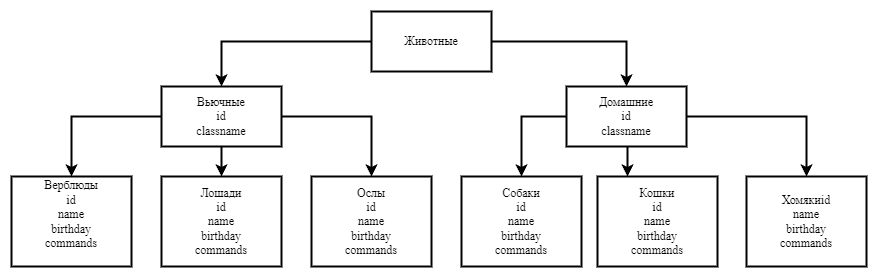 Животные
Вьючные
id
classname
Домашние
id
classname
Верблюды
id
name
birthday
commands
Лошади
id
name
birthday
commands
Ослы
id
name
birthday
commands
Собаки
id
name
birthday
commands
Кошки
id
name
birthday
commands
Хомякиid
name
birthday
commands